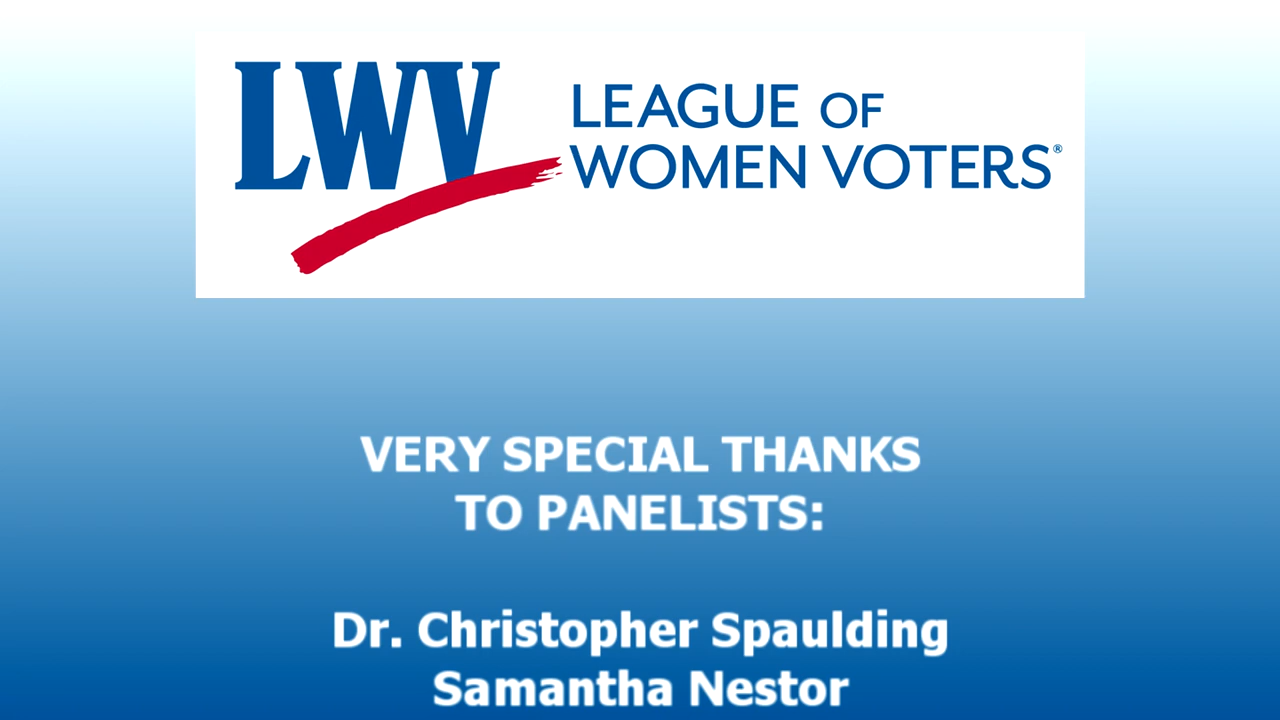 LWV
LEAGUE OF
WOMEN VOTERS®
VERY SPECIAL THANKS
TO PANELISTS:
Dr. Christopher Spaulding
Samantha Nestor